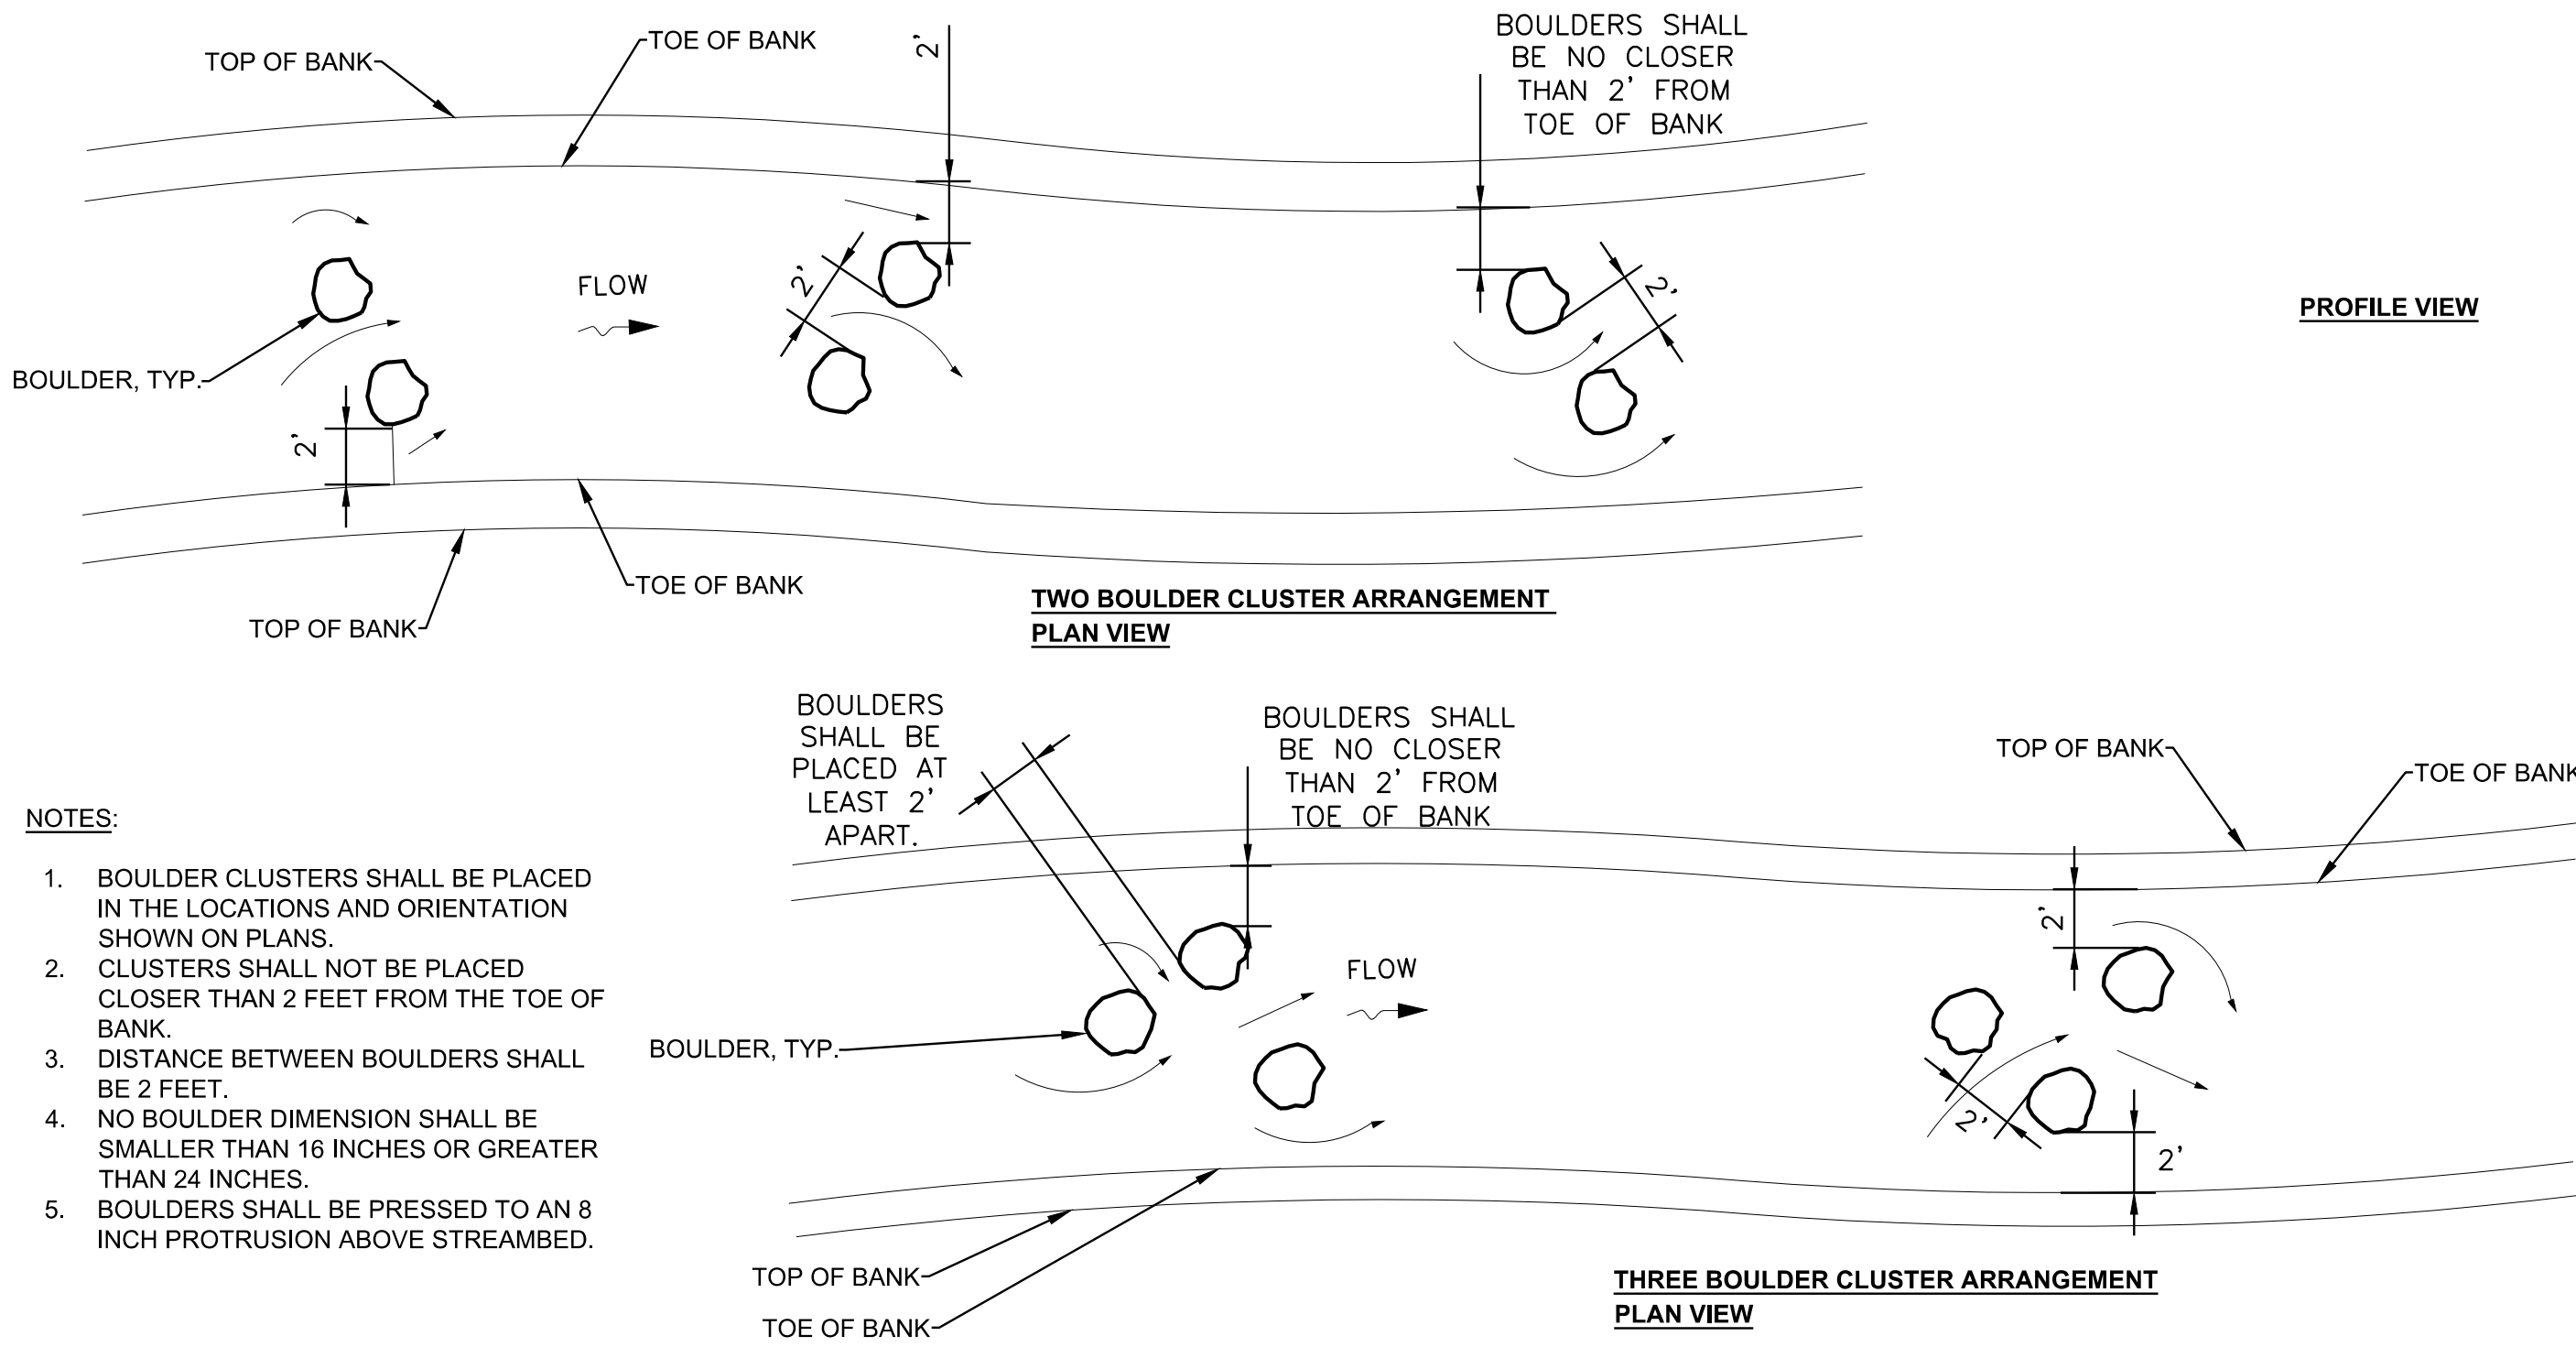 TOP OF BANK
TOE OF BANK
2'
BOULDERS SHALL
BE NO CLOSER
THAN 2' FROM
TOE OF BANK
2'
FLOW
2'
PROFILE VIEW
BOULDER, TYP.
2'
TOE OF BANK
TOP OF BANK
TWO BOULDER CLUSTER ARRANGEMENT
PLAN VIEW
BOULDERS
SHALL BE
PLACED AT
LEAST 2'
APART.
BOULDERS SHALL
BE NO CLOSER
THAN 2' FROM
TOE OF BANK
TOP OF BANK
TOE OF BANK
NOTES:
1. BOULDER CLUSTERS SHALL BE PLACED
IN THE LOCATIONS AND ORIENTATION
SHOWN ON PLANS.
2. CLUSTERS SHALL NOT BE PLACED
CLOSER THAN 2 FEET FROM THE TOE OF
BANK.
3. DISTANCE BETWEEN BOULDERS SHALL
BE 2 FEET.
4. NO BOULDER DIMENSION SHALL BE
SMALLER THAN 16 INCHES OR GREATER
THAN 24 INCHES.
5. BOULDERS SHALL BE PRESSED TO AN 8
INCH PROTRUSION ABOVE STREAMBED.
2'
FLOW
BOULDER, TYP.
2'
2'
TOP OF BANK
TOE OF BANK
THREE BOULDER CLUSTER ARRANGEMENT
PLAN VIEW